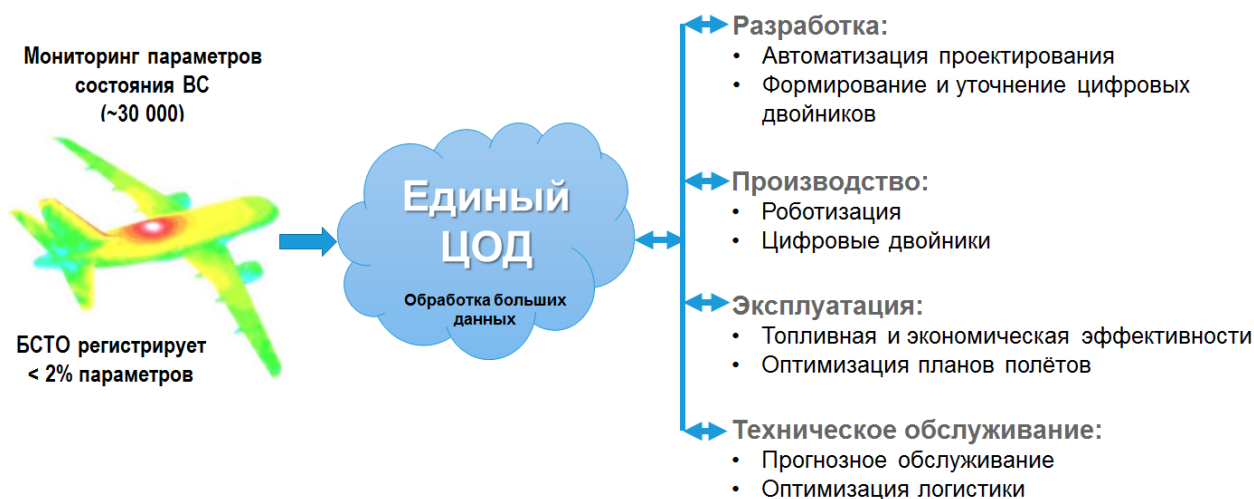 Мониторинг параметров
состояния ВС
(~30 000)
БСТО регистрирует
< 2% параметров
Единый
ЦОД
Обработка больших
данных
Разработка:
• Автоматизация проектирования
• Формирование и уточнение цифровых
двойников
Производство:
• Роботизация
• Цифровые двойники
Эксплуатация:
• Топливная и экономическая эффективности
• Оптимизация планов полётов
Техническое обслуживание:
• Прогнозное обслуживание
• Оптимизация логистики